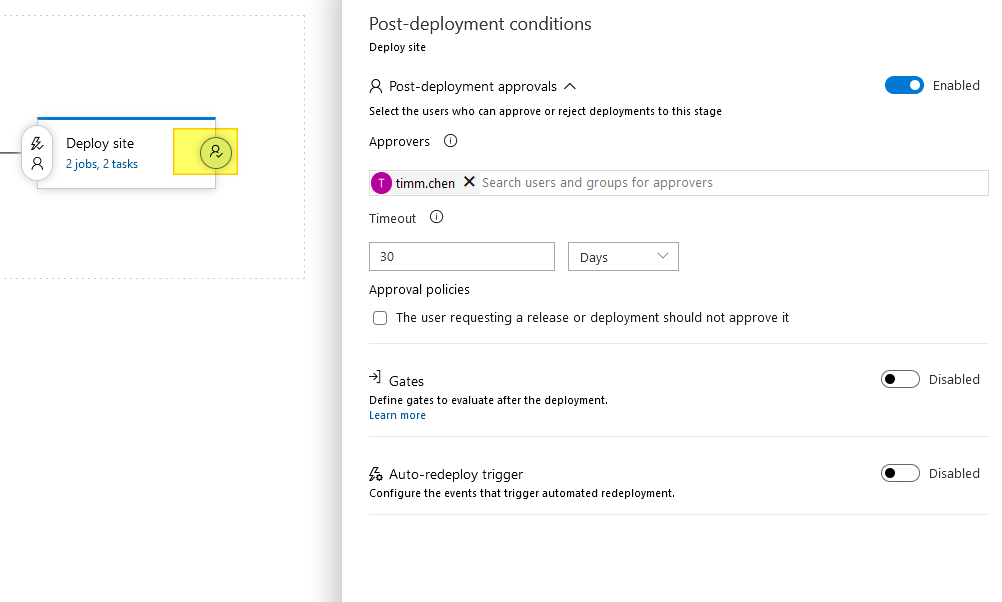 Deploy site
2 jobs, 2 tasks
Post-deployment conditions
Deploy site
Post-deployment approvals
Enabled
Select the users who can approve or reject deployments to this stage
Approvers
T timm.chen Search users and groups for approvers
Timeout
30 Days
Approval policies
The user requesting a release or deployment should not approve it
Gates
Disabled
Define gates to evaluate after the deployment.
Learn more
Auto-redeploy trigger
Disabled
Configure the events that trigger automated redeployment.